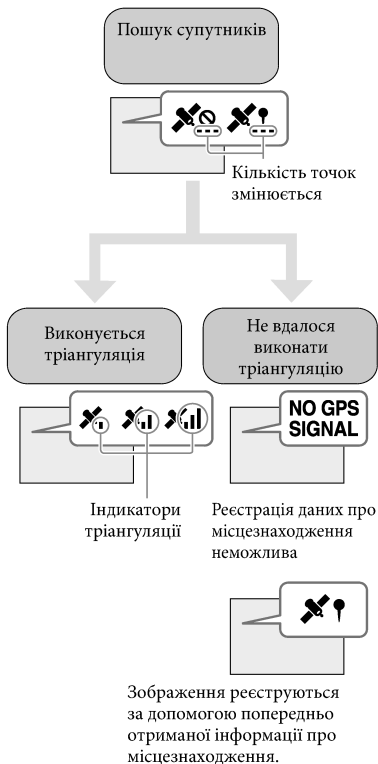 Пошук супутників
Кількість точок
змінюється
Виконується
тріангуляція
Не вдалося
виконати
тріангуляцію
NO GPS
SIGNAL
Індикатори
тріангуляції
Реєстрація даних про
місцезнаходження
неможлива
Зображення реєструються
за допомогою попередньо
отриманої інформації про
місцезнаходження.